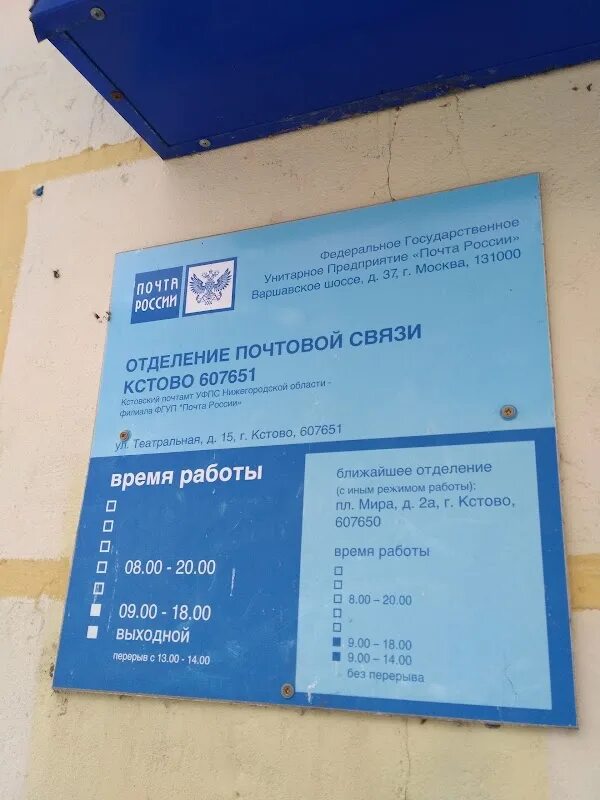 ПОЧТА
РОССИИ
Федеральное Государственное
Унитарное Предприятие «Почта России»
Варшавское шоссе, д. 37, г. Москва, 131000
ОТДЕЛЕНИЕ ПОЧТОВОЙ СВЯЗИ
КСТОВО 607651
Кстовский почтамт УФПС Нижегородской области -
филиала ФГУП "Почта России»
ул. Театральная, д. 15, г. Кстово, 607651
время работы
08.00 - 20.00
09.00 - 18.00
ВЫХОДНОЙ
перерыв с 13.00 - 14.00
ближайшее отделение
(с иным режимом работы):
пл. Мира, д. 2а, г. Кстово,
607650
время работы
8.00 – 20.00
9.00 – 18.00
9.00 – 14.00
без перерыва